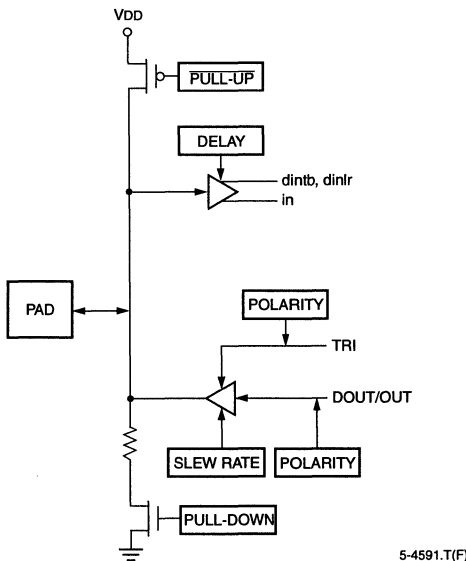 VDD
PULL-UP
DELAY
dintb, dinlr
in
PAD
POLARITY
TRI
DOUT/OUT
SLEW RATE
POLARITY
PULL-DOWN
5-4591.T(F)